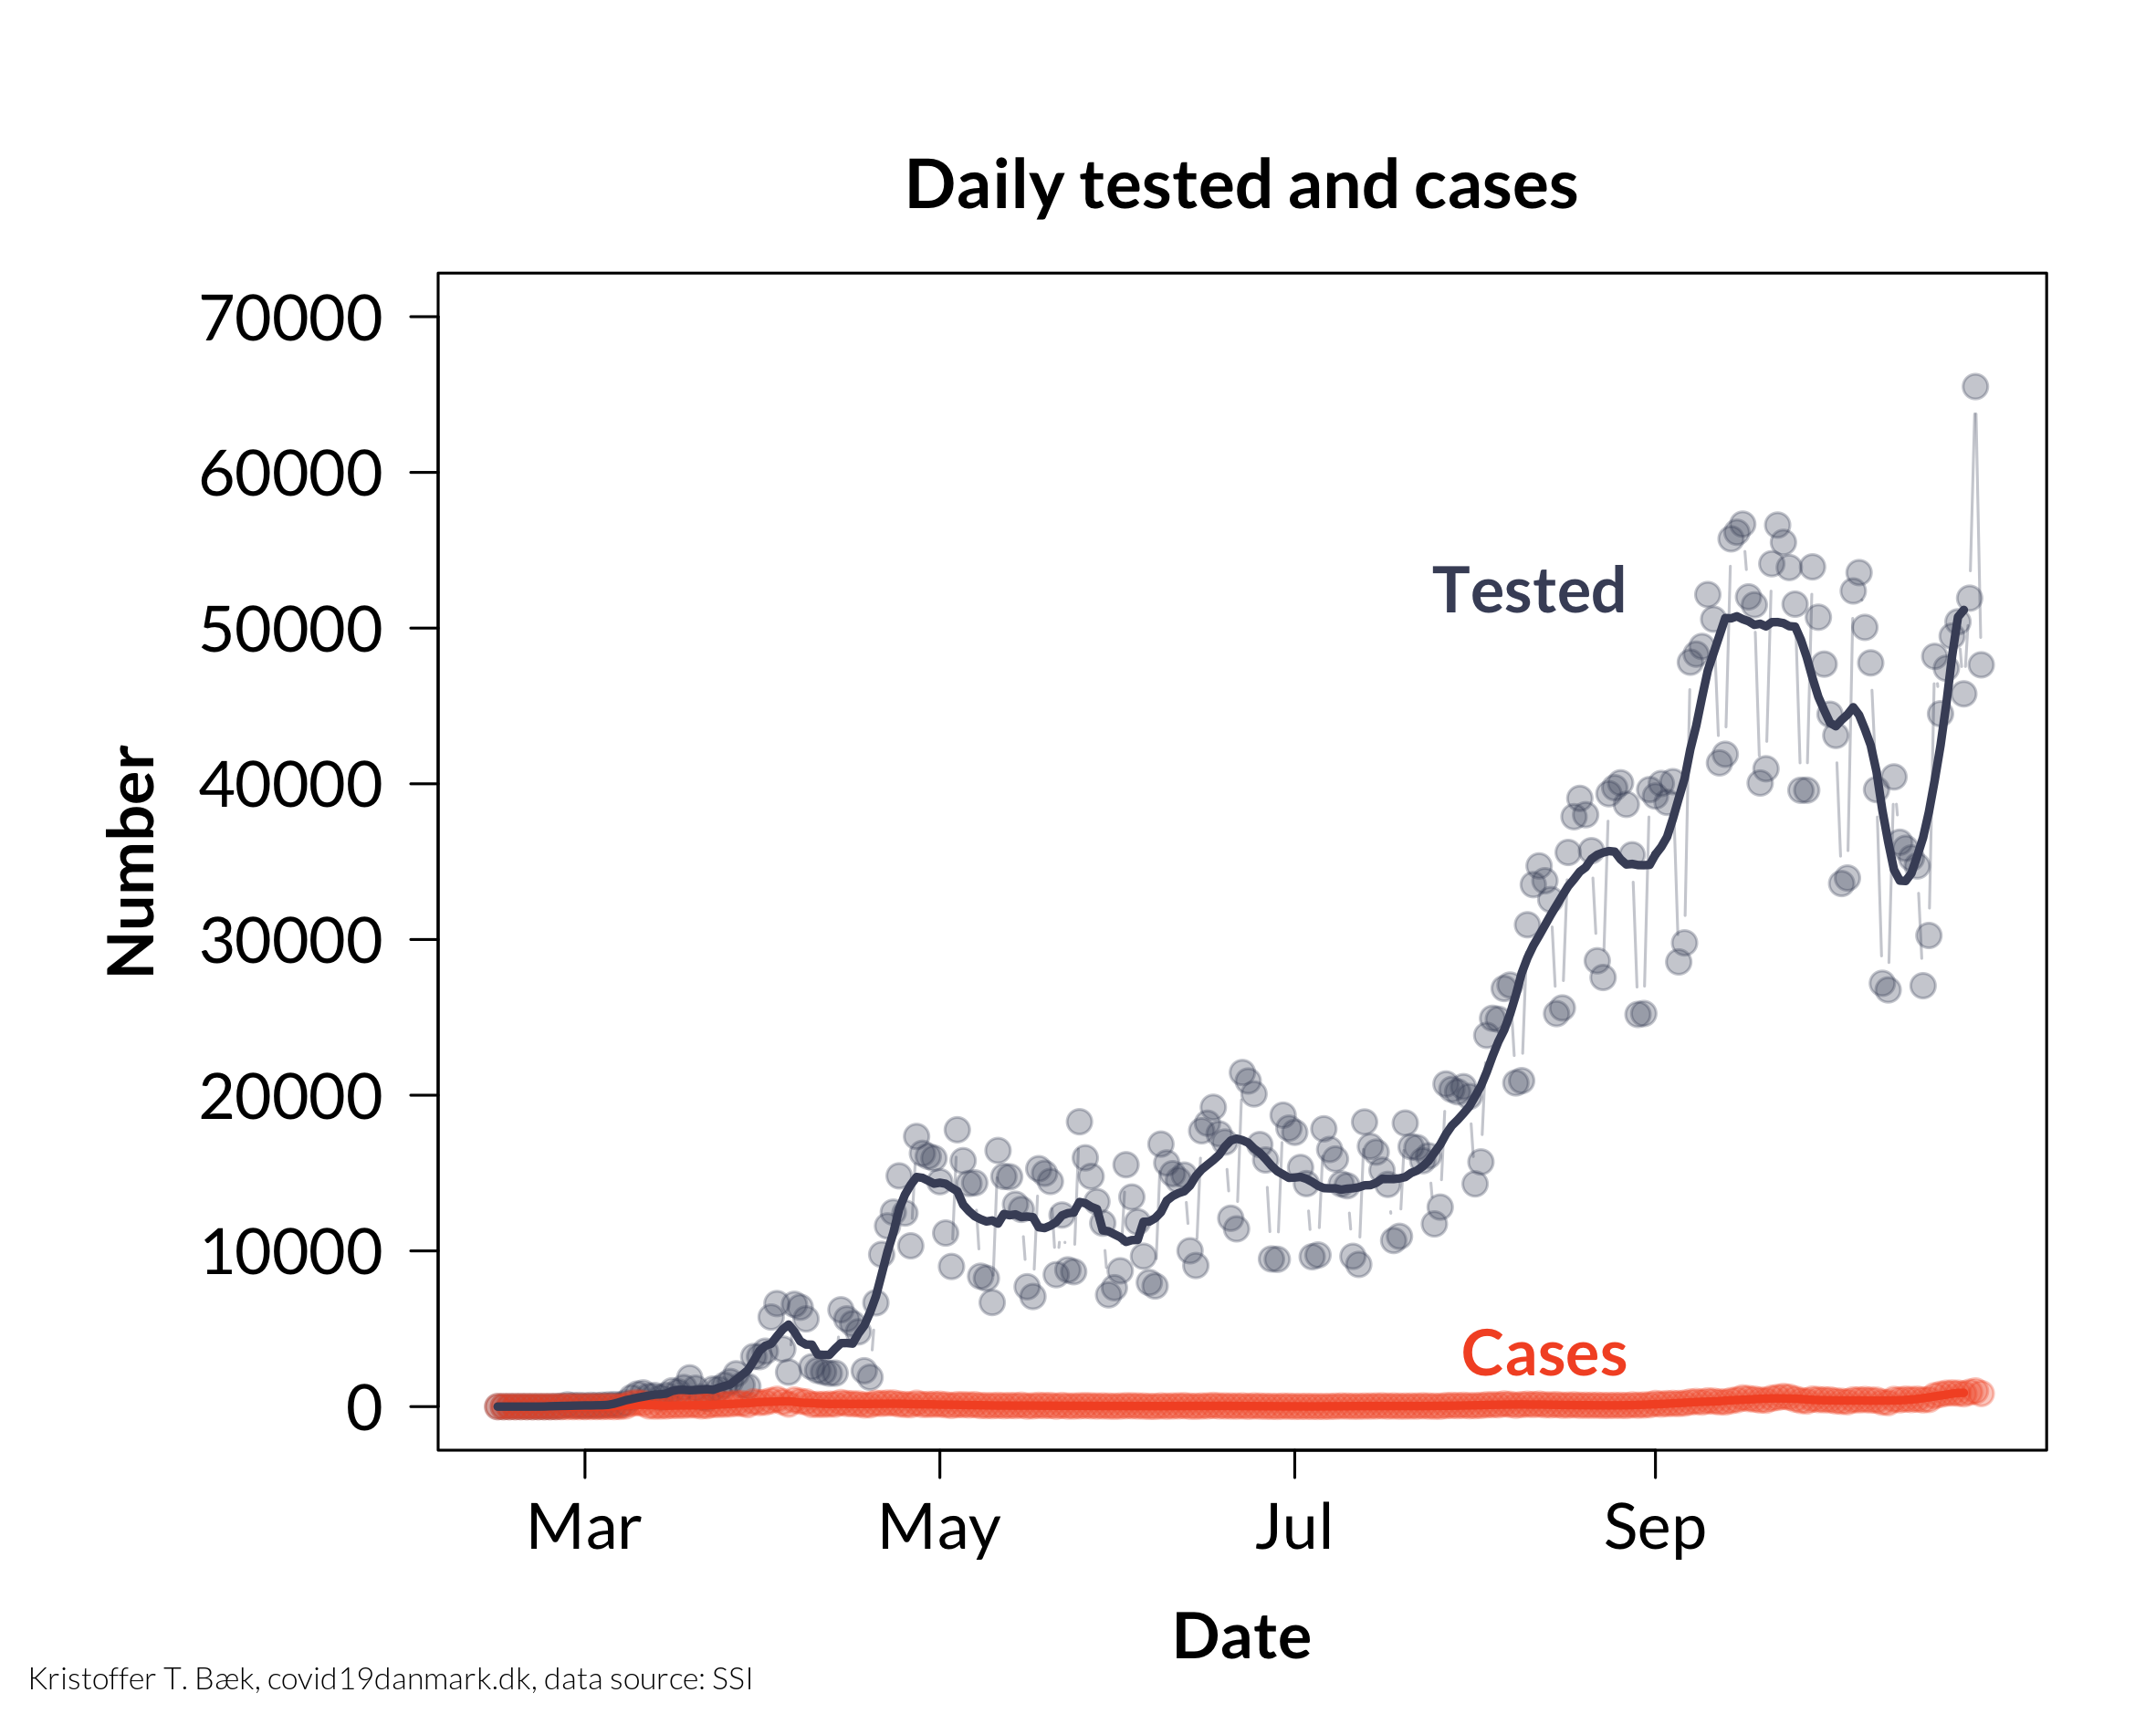 Daily tested and cases
70000
60000
50000
40000
30000
20000
10000
0
Number
Tested
Cases
Mar May Jul Sep
Date
Kristoffer T. Bæk, covid19danmark.dk, data source: SSI